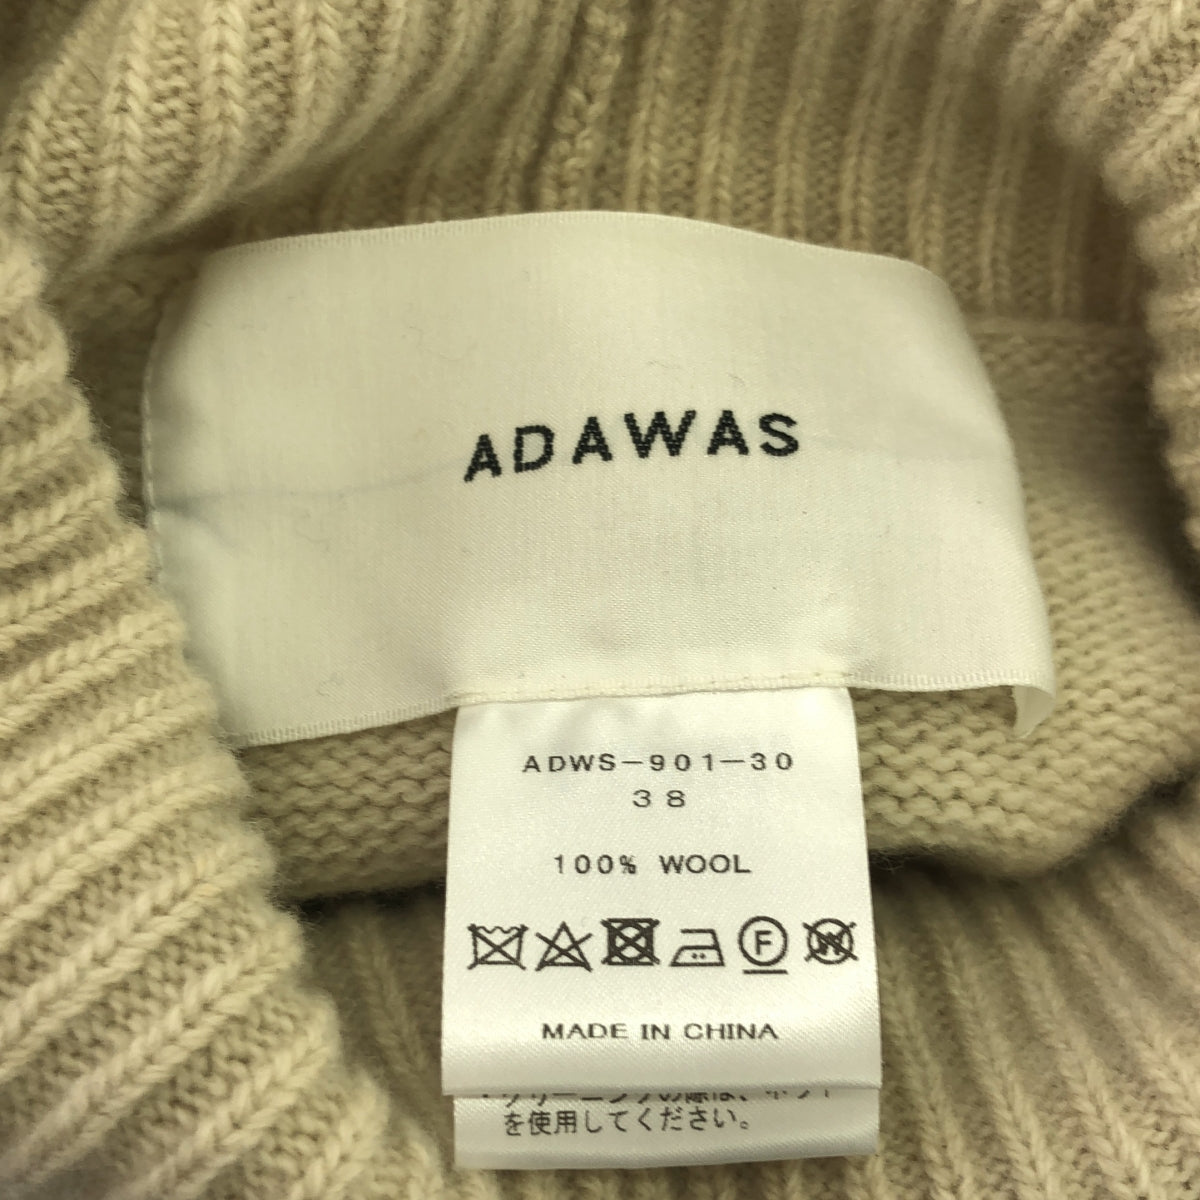 ADAWAS
ADWS-901-30
38
100% WOOL
F
W
MADE IN CHINA
を使用してください。